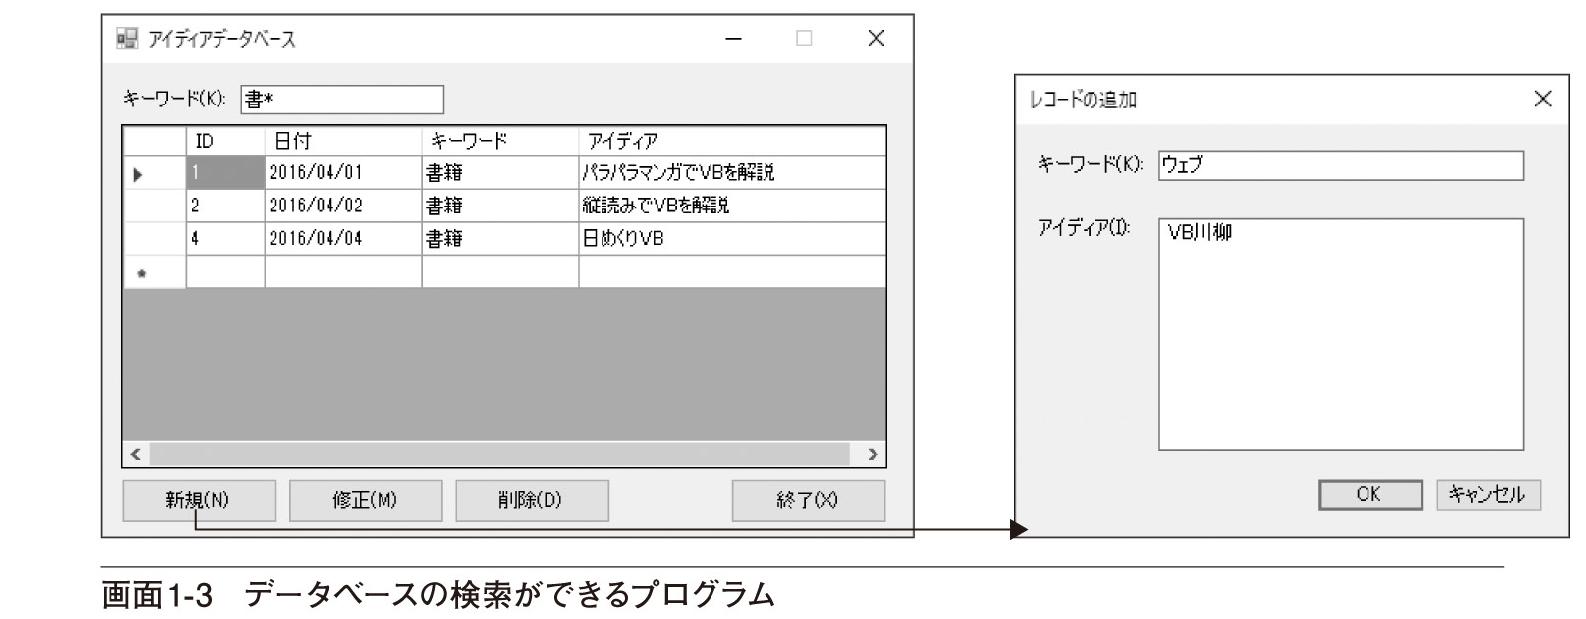 アイディアデータベース
キーワード(K): 書*
ID 日付 キーワード アイディア
1 2016/04/01 書籍 パラパラマンガでVBを解説
2 2016/04/02 書籍 縦読みでVBを解説
4 2016/04/04 書籍 日めくりVB
*
新規(N) 修正(M) 削除(D) 終了(X)
レコードの追加
キーワード(K): ウェブ
アイディア(I): VB川柳
OK キャンセル
画面1-3 データベースの検索ができるプログラム